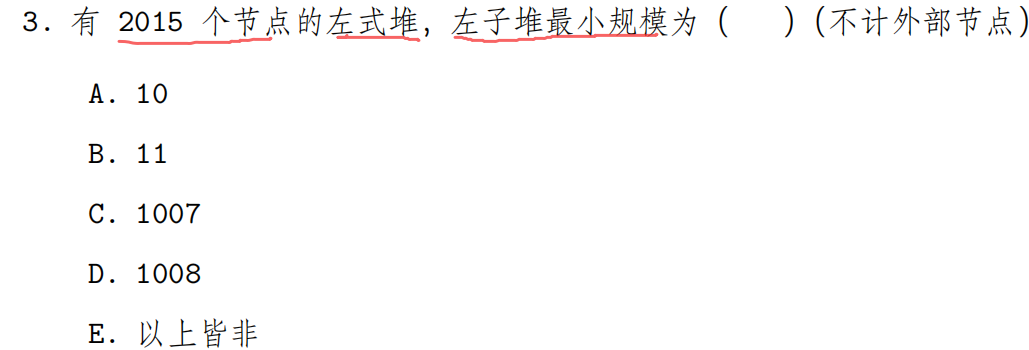 3. 有 2015 个节点的左式堆, 左子堆最小规模为 ( ) (不计外部节点)
A. 10
B. 11
C. 1007
D. 1008
E. 以上皆非